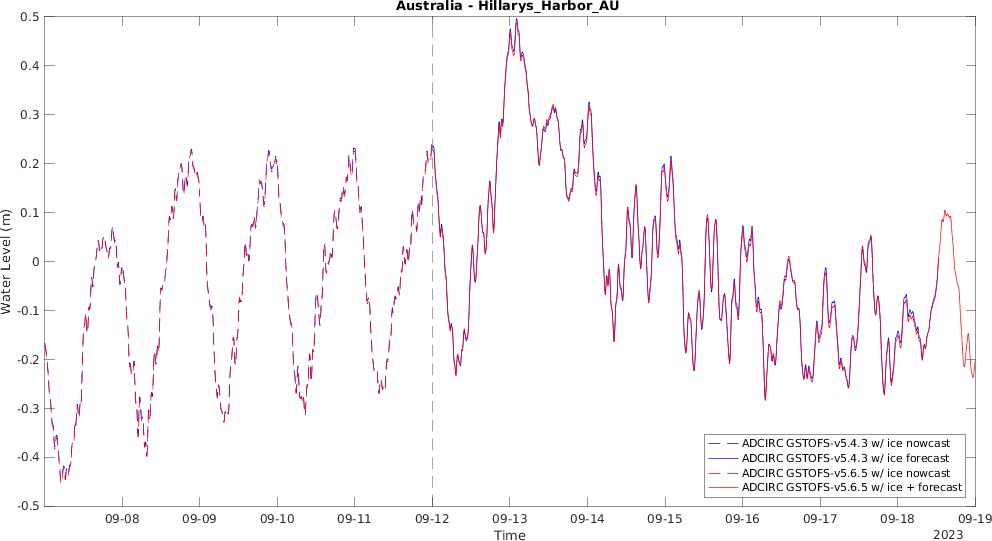 Australia - Hillarys_Harbor_AU
0.5
0.4
0.3
0.2
0.1
0
-0.1
-0.2
-0.3
-0.4
-0.5
Water Level (m)
ADCIRC GSTOFS-v5.4.3 w/ ice nowcast
ADCIRC GSTOFS-v5.4.3 w/ ice forecast
ADCIRC GSTOFS-v5.6.5 w/ ice nowcast
ADCIRC GSTOFS-v5.6.5 w/ ice + forecast
09-08 09-09 09-10 09-11 09-12 09-13 09-14 09-15 09-16 09-17 09-18 09-19
Time
2023